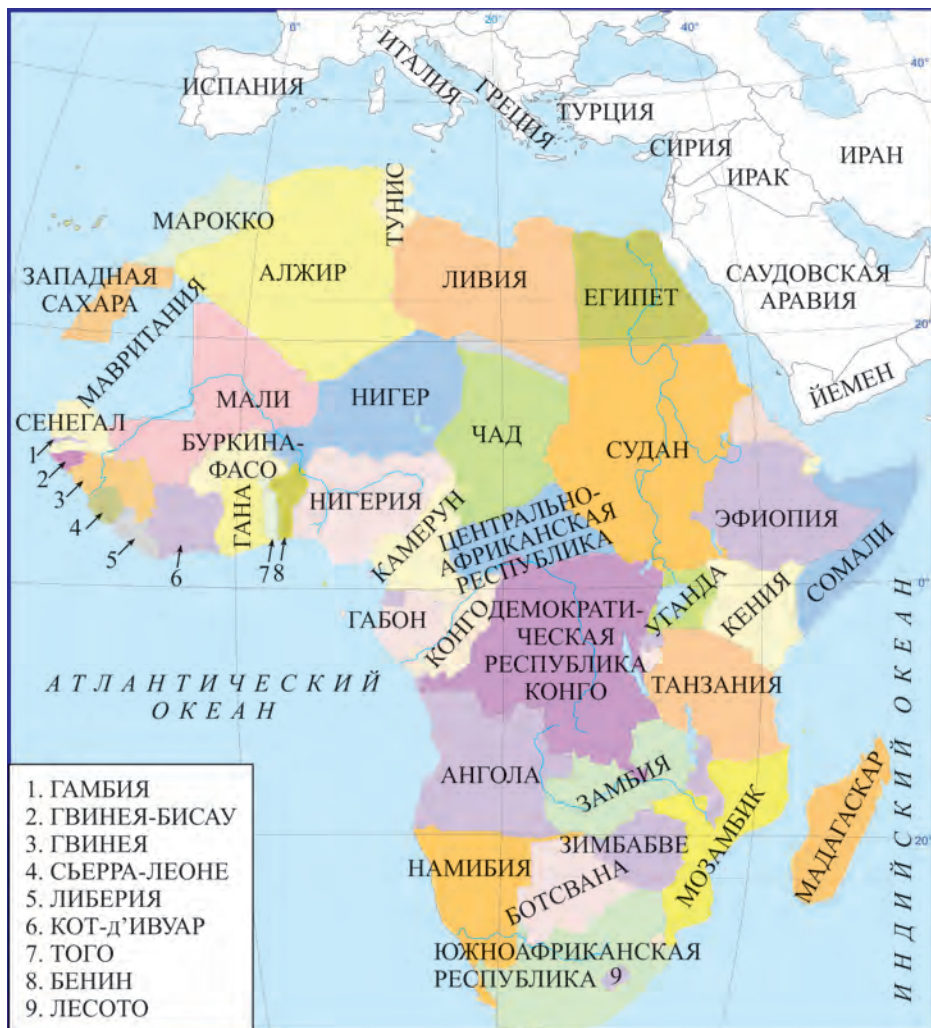 0°
20°
40°
ИСПАНИЯ
ИТАЛИЯ
ГРЕЦИЯ
ТУРЦИЯ
СИРИЯ
ИРАК
ИРАН
40°
40°
МАРОККО
ТУНИС
АЛЖИР
ЛИВИЯ
ЕГИПЕТ
САУДОВСКАЯ
АРАВИЯ
ЗАПАДНАЯ
САХАРА
МАВРИТАНИЯ
20°
20°
ЙЕМЕН
СЕНЕГАЛ
МАЛИ
НИГЕР
ЧАД
СУДАН
БУРКИНА-
ФАСО
1
2
3
4
5
6
7
8
ГАНА
НИГЕРИЯ
КАМЕРУН
ЦЕНТРАЛЬНО-
АФРИКАНСКАЯ
РЕСПУБЛИКА
ЭФИОПИЯ
СОМАЛИ
0°
0°
ГАБОН
КОНГО
ДЕМОКРАТИ-
ЧЕСКАЯ
РЕСПУБЛИКА
КОНГО
УГАНДА
КЕНИЯ
ТАНЗАНИЯ
АТЛАНТИЧЕСКИЙ
ОКЕАН
ИНДИЙСКИЙ ОКЕАН
АНГОЛА
ЗАМБИЯ
МОЗАМБИК
МАДАГАСКАР
ЗИМБАБВЕ
НАМИБИЯ
БОТСВАНА
20°
ЮЖНОАФРИКАНСКАЯ
РЕСПУБЛИКА
9
1. ГАМБИЯ
2. ГВИНЕЯ-БИСАУ
3. ГВИНЕЯ
4. СЬЕРРА-ЛЕОНЕ
5. ЛИБЕРИЯ
6. КОТ-д’ИВУАР
7. ТОГО
8. БЕНИН
9. ЛЕСОТО